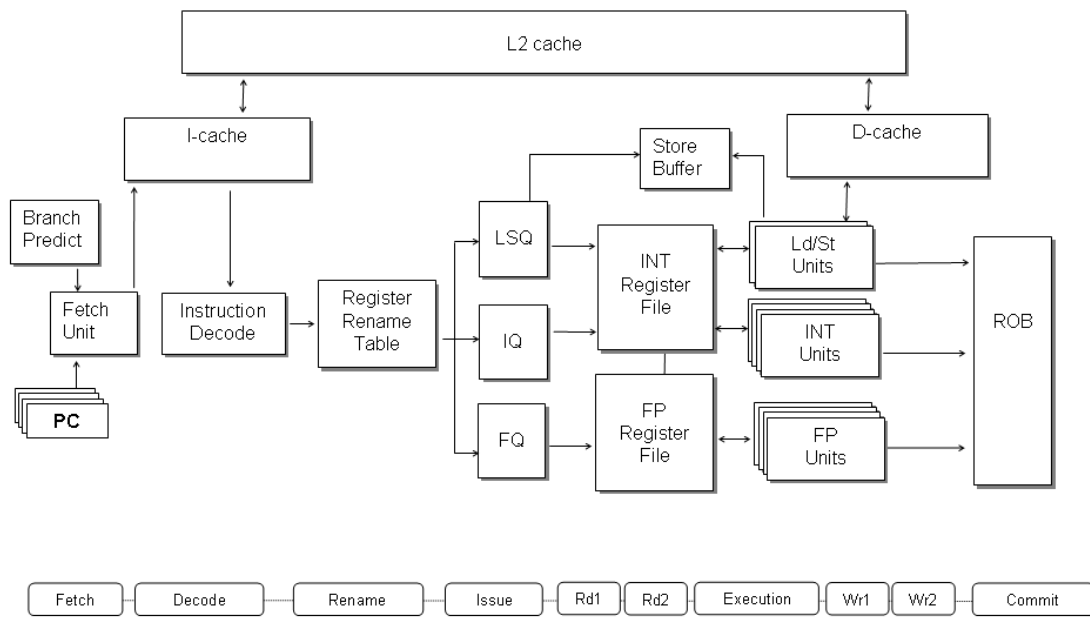 L2 cache
I-cache
D-cache
Store
Buffer
Branch
Predict
LSQ
INT
Register
File
Ld/St
Units
Fetch
Unit
Instruction
Decode
Register
Rename
Table
IQ
INT
Units
ROB
PC
FQ
FP
Register
File
FP
Units
Fetch Decode Rename Issue Rd1 Rd2 Execution Wr1 Wr2 Commit